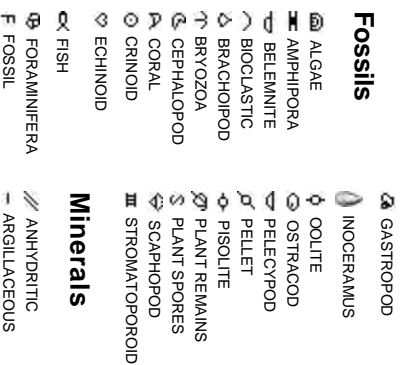 Fossils
ALGAE
AMPHIPORA
BELEMNITE
BIOCLASTIC
BRACHOIPOD
BRYOZOA
CEPHALOPOD
CORAL
CRINOID
ECHINOID
FISH
FORAMINIFERA
F FOSSIL
GASTROPOD
INOCERAMUS
OOLITE
OSTRACOD
PELECYPOD
PELLET
PISOLITE
PLANT REMAINS
PLANT SPORES
SCAPHOPOD
STROMATOPOROID
Minerals
ANHYDRITIC
ARGILLACEOUS